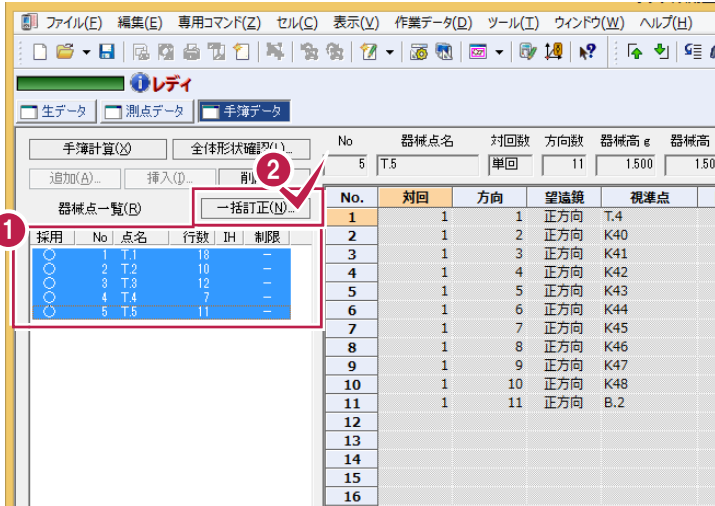 ファイル(F) 編集(E) 専用コマンド(Z) セル(C) 表示(V) 作業データ(D) ツール(T) ウィンドウ(W) ヘルプ(H)
レディ
生データ 測点データ 手簿データ
手簿計算(X) 全体形状確認(L)...
追加(A)... 挿入(I)... 削
2
器械点一覧(R) 一括訂正(N)...
1
採用 No 点名 行数 IH 制限
○ 1 T.1 18 −
○ 2 T.2 10 −
○ 3 T.3 12 −
○ 4 T.4 7 −
○ 5 T.5 11 −
No 器械点名 対回数 方向数 器械高 g 器械高
5 T.5 単回 11 1.500 1.50
No. 対回 方向 望遠鏡 視準点
1 1 1 正方向 T.4
2 1 2 正方向 K40
3 1 3 正方向 K41
4 1 4 正方向 K42
5 1 5 正方向 K43
6 1 6 正方向 K44
7 1 7 正方向 K45
8 1 8 正方向 K46
9 1 9 正方向 K47
10 1 10 正方向 K48
11 1 11 正方向 B.2
12
13
14
15
16